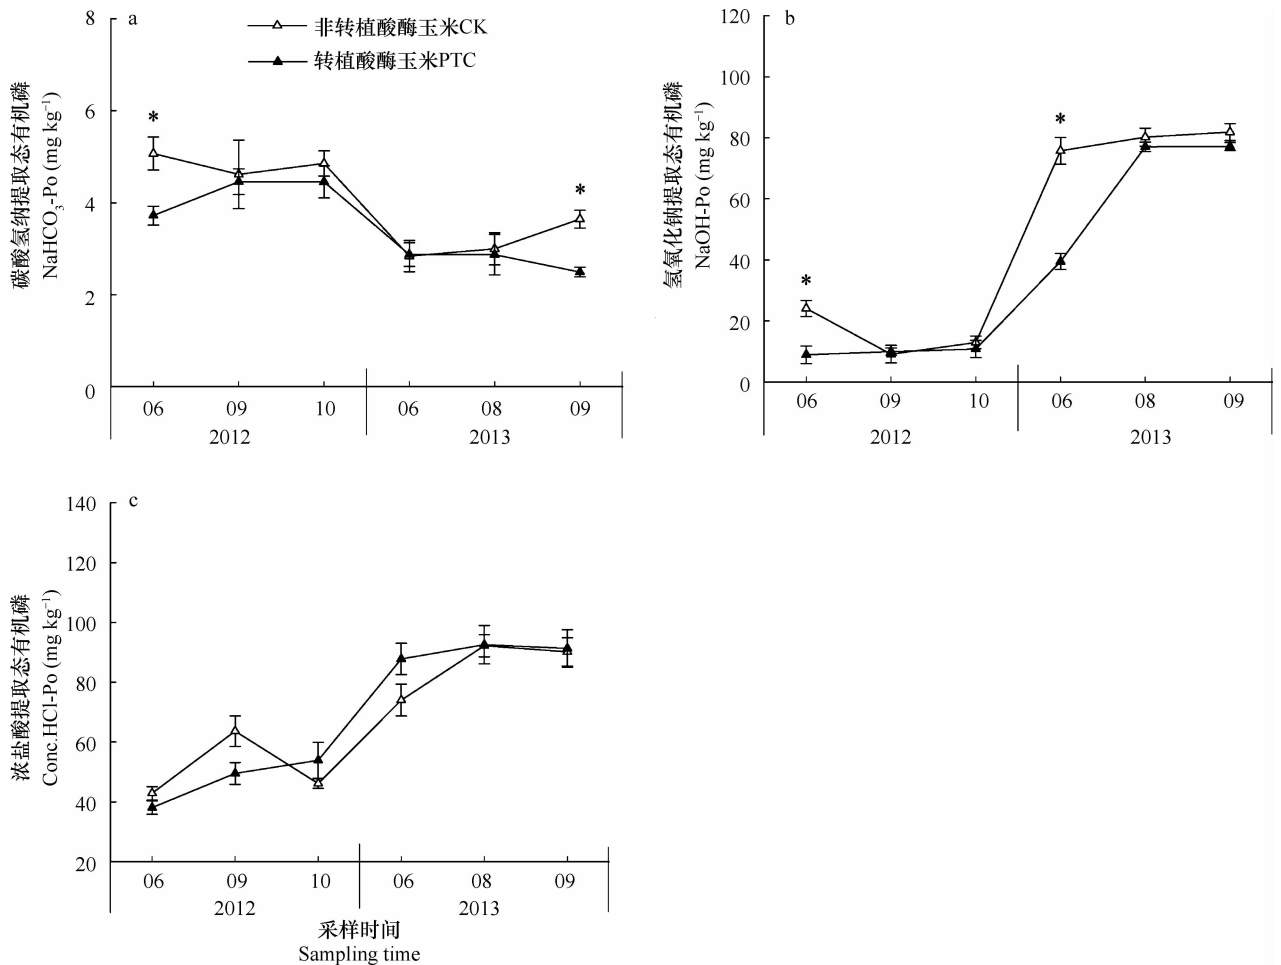 a
非转植酸酶玉米CK
转植酸酶玉米PTC
碳酸氢纳提取态有机磷
NaHCO3-Po (mg kg⁻¹)
8
6
4
2
0
*
*
06 09 10 06 08 09
2012 2013
b
氢氧化钠提取态有机磷
NaOH-Po (mg kg⁻¹)
120
100
80
60
40
20
0
*
*
06 09 10 06 08 09
2012 2013
c
浓盐酸提取态有机磷
Conc.HCl-Po (mg kg⁻¹)
140
120
100
80
60
40
20
06 09 10 06 08 09
2012 2013
采样时间
Sampling time